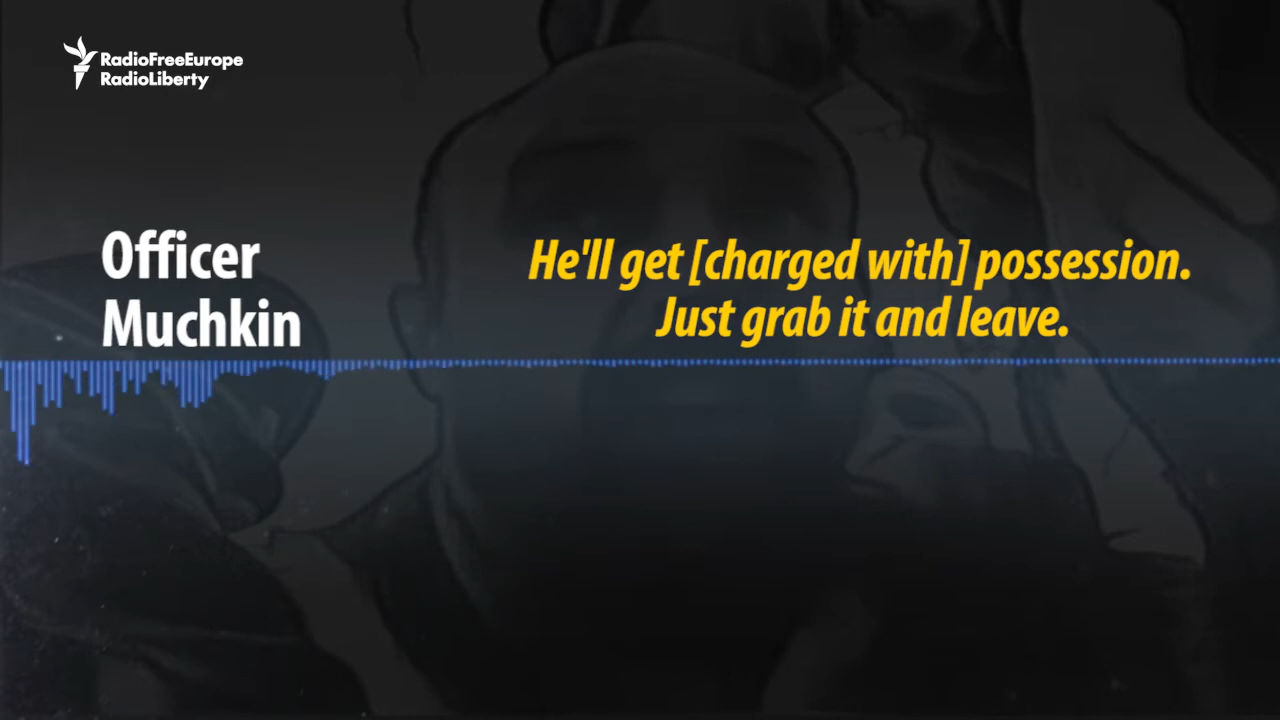 RadioFreeEurope
RadioLiberty
Officer
Muchkin
He'll get [charged with] possession.
Just grab it and leave.